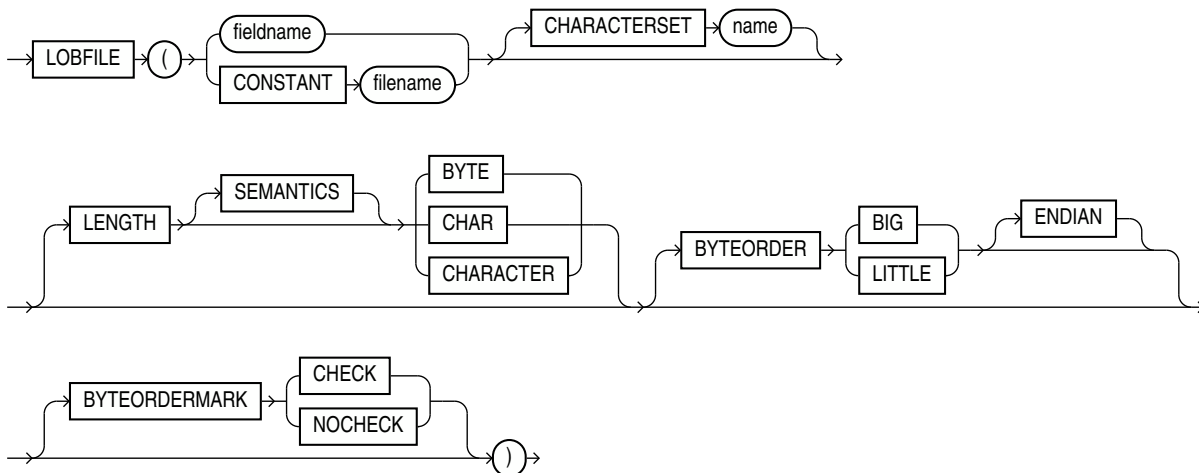 CHARACTERSET name
LOBFILE ( fieldname
CONSTANT filename
BYTE
SEMANTICS
LENGTH CHAR
CHARACTER
BIG ENDIAN
BYTEORDER
LITTLE
CHECK
BYTEORDERMARK
NOCHECK
)